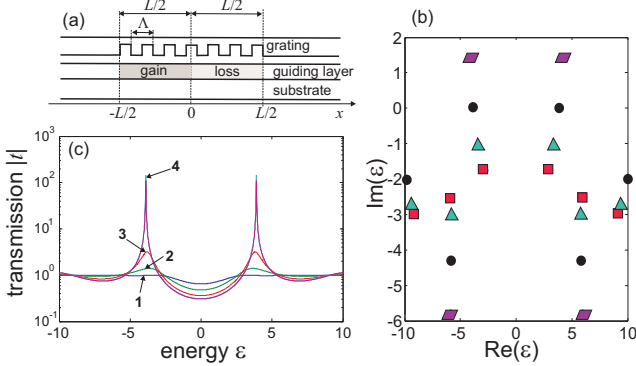 (a)
L/2 L/2
Λ
grating
gain loss guiding layer
substrate
-L/2 0 L/2 x
(b)
2
1
0
-1
-2
-3
-4
-5
-6
Im(ε)
-10 -5 0 5 10
Re(ε)
(c)
10³
10²
10¹
10⁰
10⁻¹
transmission |t|
4
3
2
1
-10 -5 0 5 10
energy ε